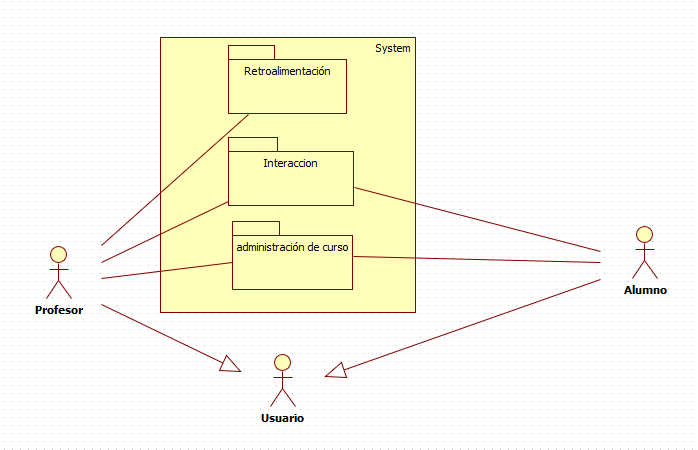 System
Retroalimentación
Interaccion
administración de curso
Profesor
Alumno
Usuario